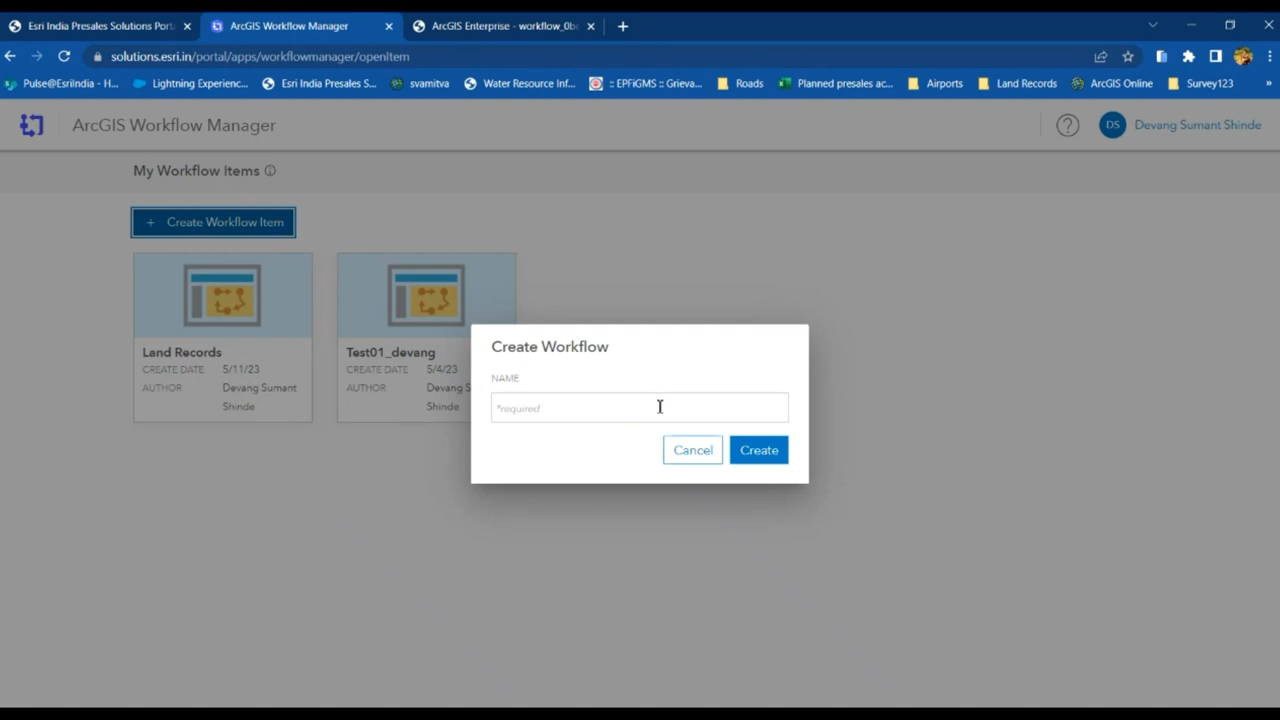 Esri India Presales Solutions Port
ArcGIS Workflow Manager
ArcGIS Enterprise - workflow_0b
solutions.esri.in/portal/apps/workflowmanager/openItem
Pulse@EsriIndia - H...
Lightning Experienc...
Esri India Presales S...
svamitva
Water Resource Inf...
:: EPFiGMS :: Grieva...
Roads
Planned presales ac...
Airports
Land Records
ArcGIS Online
Survey123
»
ArcGIS Workflow Manager
?
DS
Devang Sumant Shinde
My Workflow Items
+ Create Workflow Item
Land Records
CREATE DATE 5/11/23
AUTHOR Devang Sumant
Shinde
Test01_devang
CREATE DATE 5/4/23
AUTHOR Devang S
Shinde
Create Workflow
NAME
*required
Cancel
Create